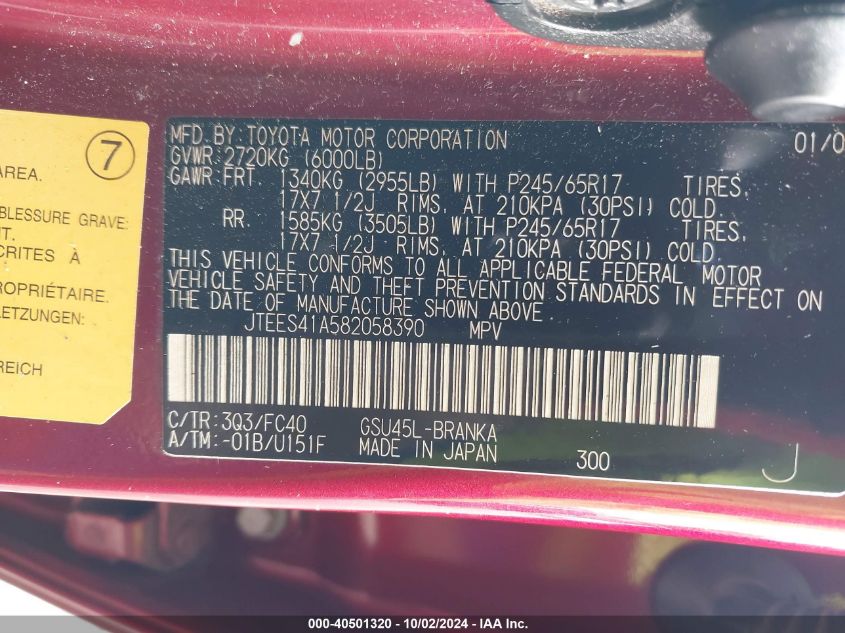 7
AREA.
BLESSURE GRAVE:
NT.
CRITES À
ROPRIÉTAIRE.
LETZUNGEN:
REICH
MFD. BY: TOYOTA MOTOR CORPORATION 01/0
GVWR 2720KG (6000LB)
GAWR FRT 1340KG (2955LB) WITH P245/65R17 TIRES,
17X7 1/2J RIMS, AT 210KPA (30PSI) COLD
RR 1585KG (3505LB) WITH P245/65R17 TIRES,
17X7 1/2J RIMS, AT 210KPA (30PSI) COLD.
THIS VEHICLE CONFORMS TO ALL APPLICABLE FEDERAL MOTOR
VEHICLE SAFETY AND THEFT PREVENTION STANDARDS IN EFFECT ON
THE DATE OF MANUFACTURE SHOWN ABOVE.
JTEES41A582058390 MPV
C/TR: 3Q3/FC40 GSU45L-BRANKA
A/TM: -01B/U151F MADE IN JAPAN 300 J
000-40501320 - 10/02/2024 - IAA Inc.